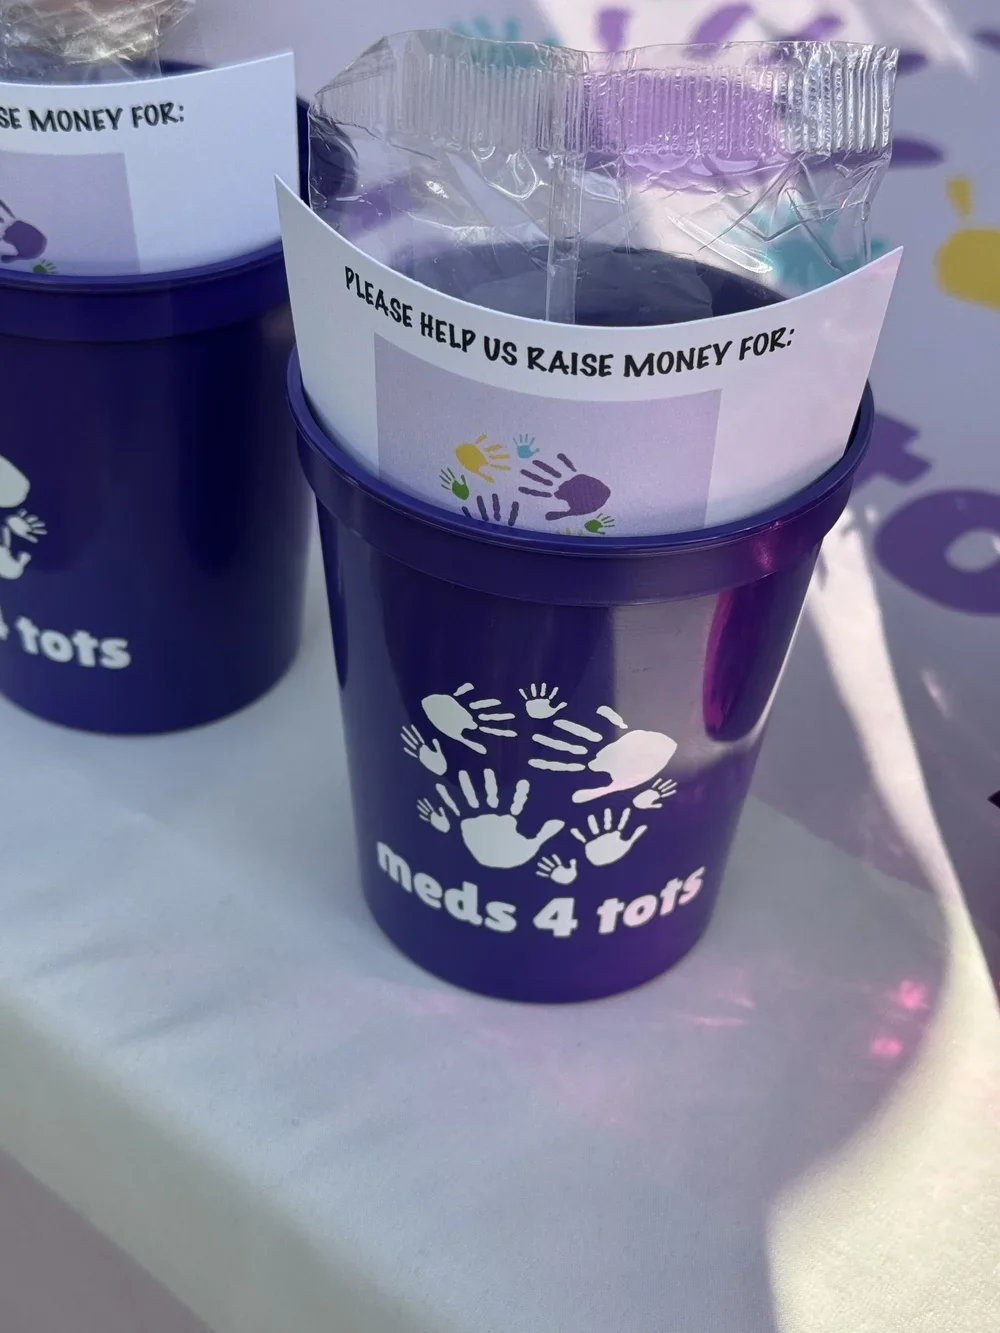 SE MONEY FOR:
4 tots
PLEASE HELP US RAISE MONEY FOR:
meds 4 tots